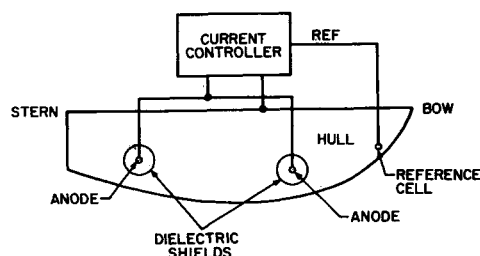 CURRENT
CONTROLLER
REF
STERN
BOW
HULL
REFERENCE
CELL
ANODE
ANODE
DIELECTRIC
SHIELDS